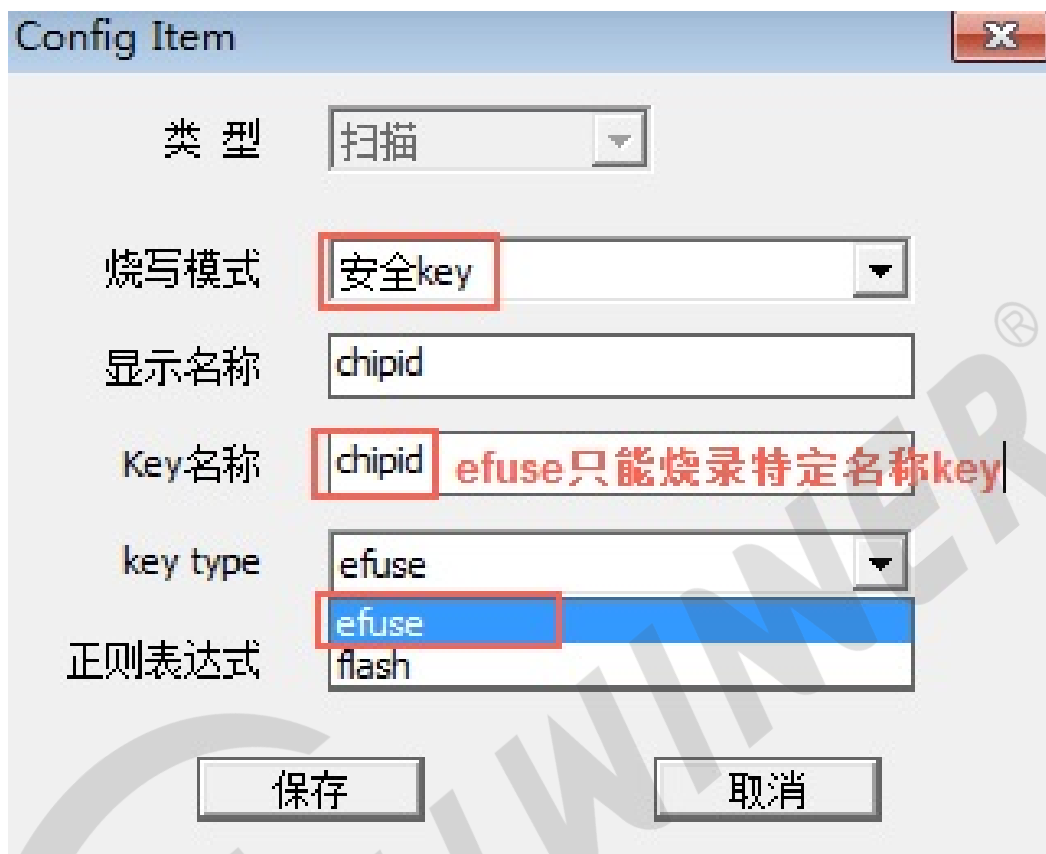 Config Item
类 型 扫描
烧写模式 安全key
显示名称 chipid
®
Key名称 chipid efuse只能烧录特定名称key
key type efuse
efuse
正则表达式 flash
保存 取消
WINNER